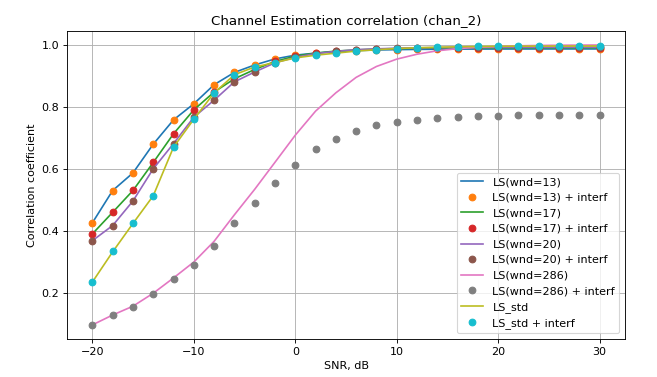 Channel Estimation correlation (chan_2)
1.0
0.8
0.6
0.4
0.2
Correlation coefficient
−20
−10
0
10
20
30
SNR, dB
LS(wnd=13)
LS(wnd=13) + interf
LS(wnd=17)
LS(wnd=17) + interf
LS(wnd=20)
LS(wnd=20) + interf
LS(wnd=286)
LS(wnd=286) + interf
LS_std
LS_std + interf